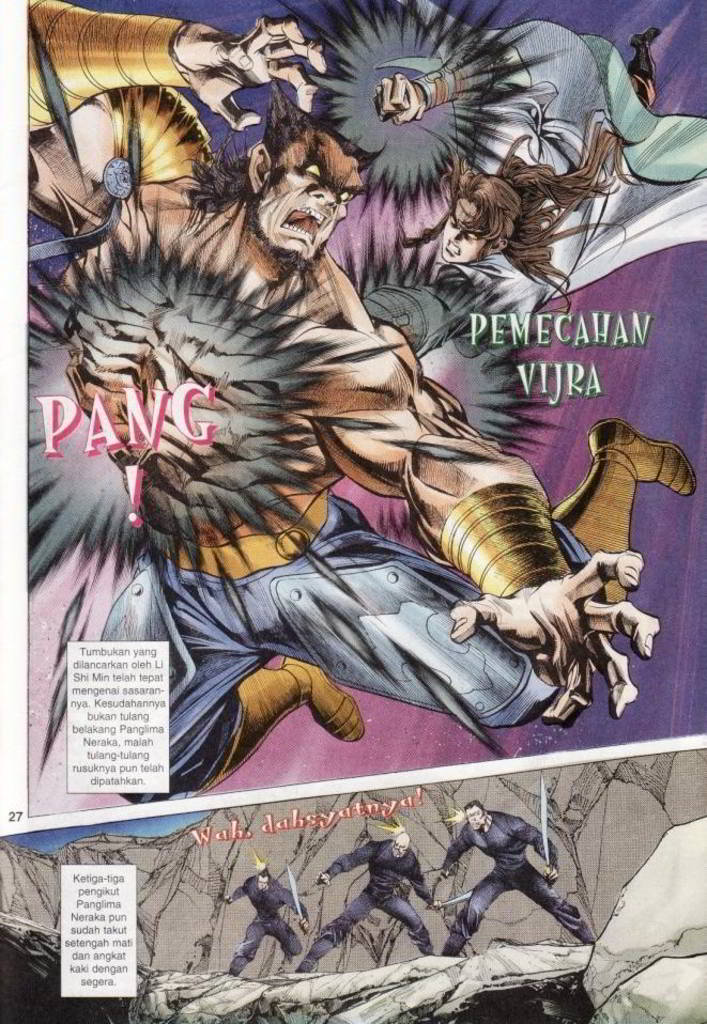 PEMECAHAN
VIJRA
PANG
!
Tumbukan yang
dilancarkan oleh Li
Shi Min telah tepat
mengenai sasaran-
nya. Kesudahannya
bukan tulang
belakang Panglima
Neraka, malah
tulang-tulang
rusuknya pun telah
dipatahkan.
27
Wah, dahsyatnya!
Ketiga-tiga
pengikut
Panglima
Neraka pun
sudah takut
setengah mati
dan angkat
kaki dengan
segera.